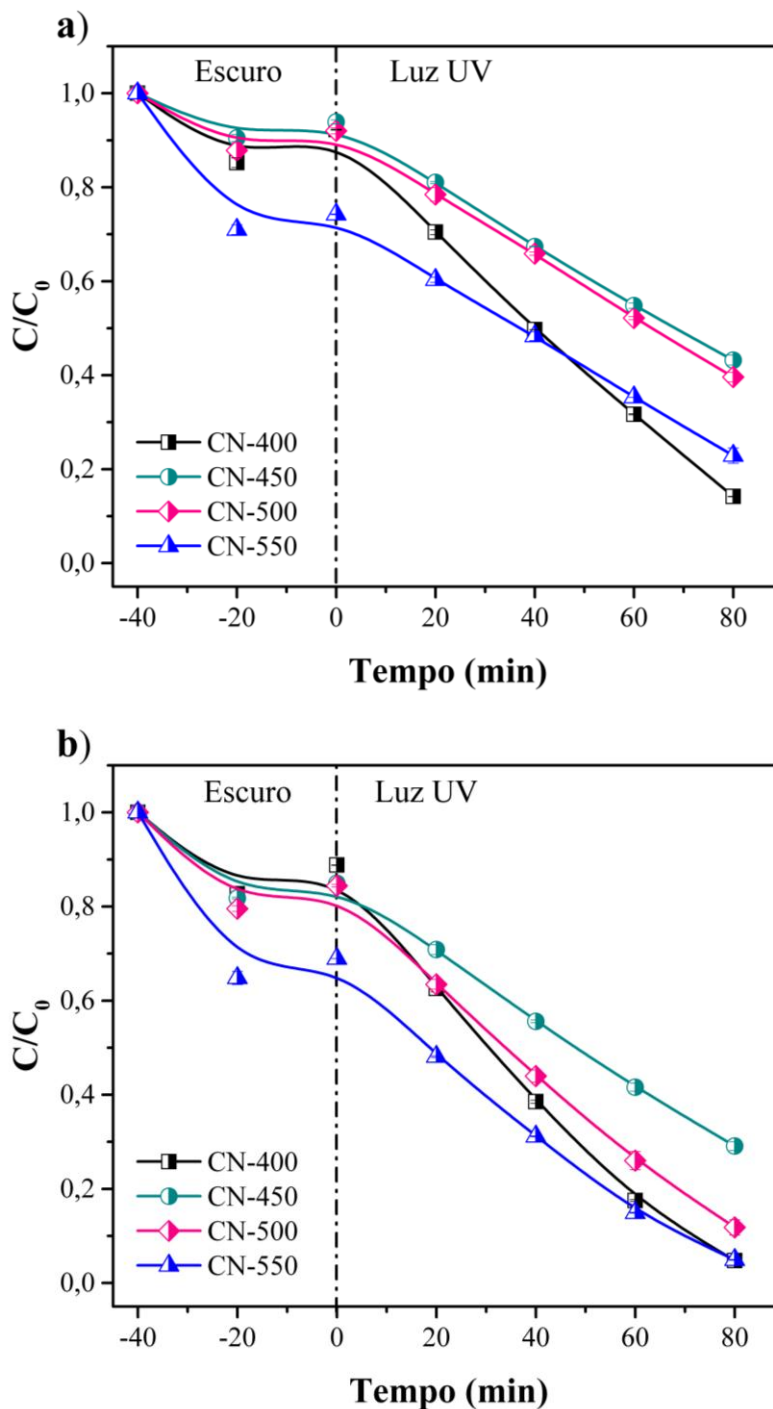 a)
Escuro
Luz UV
1,0
0,8
0,6
0,4
0,2
0,0
C/C₀
CN-400
CN-450
CN-500
CN-550
-40 -20 0 20 40 60 80
Tempo (min)
b)
Escuro
Luz UV
1,0
0,8
0,6
0,4
0,2
0,0
C/C₀
CN-400
CN-450
CN-500
CN-550
-40 -20 0 20 40 60 80
Tempo (min)